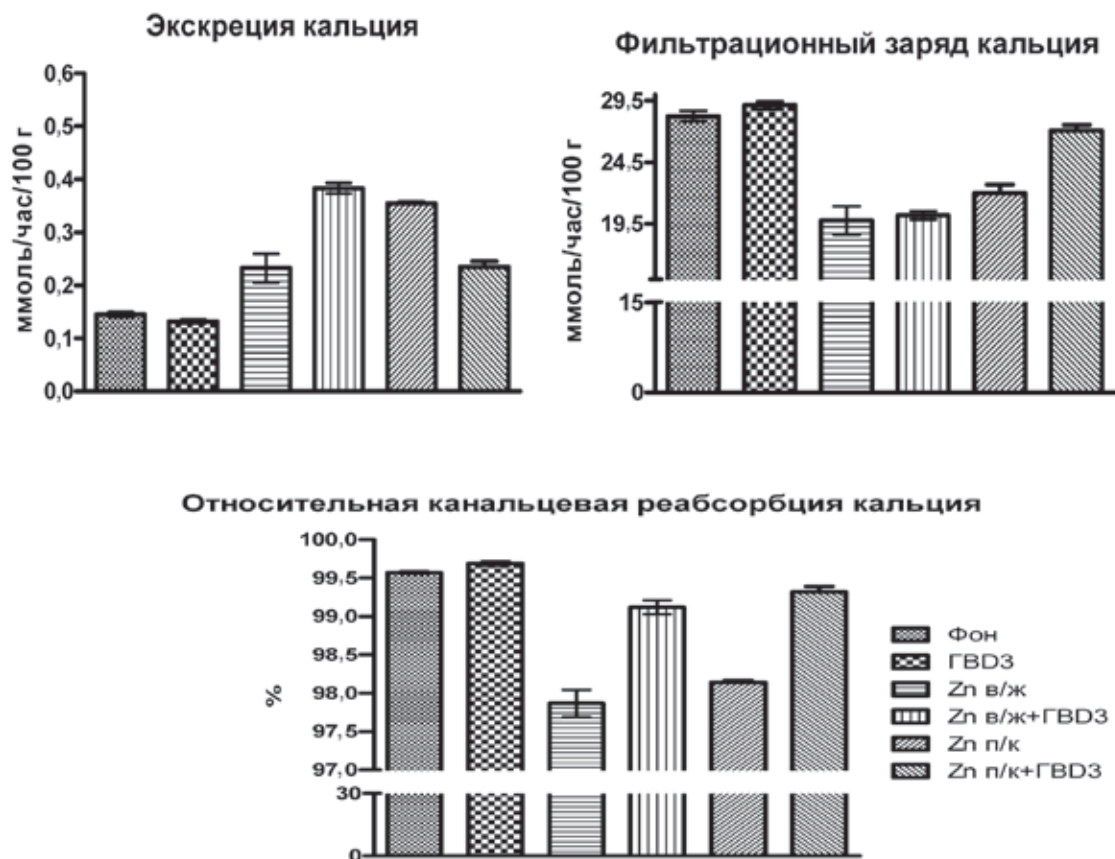 Экскреция кальция
ммоль/час/100 г
0,6
0,5
0,4
0,3
0,2
0,1
0,0
Фильтрационный заряд кальция
ммоль/час/100 г
29,5
24,5
19,5
15
0
Относительная канальцевая реабсорбция кальция
%
100,0
99,5
99,0
98,5
98,0
97,5
97,0
30
0
Фон
ГВD3
Zn в/ж
Zn в/ж+ГВD3
Zn п/к
Zn п/к+ГВD3